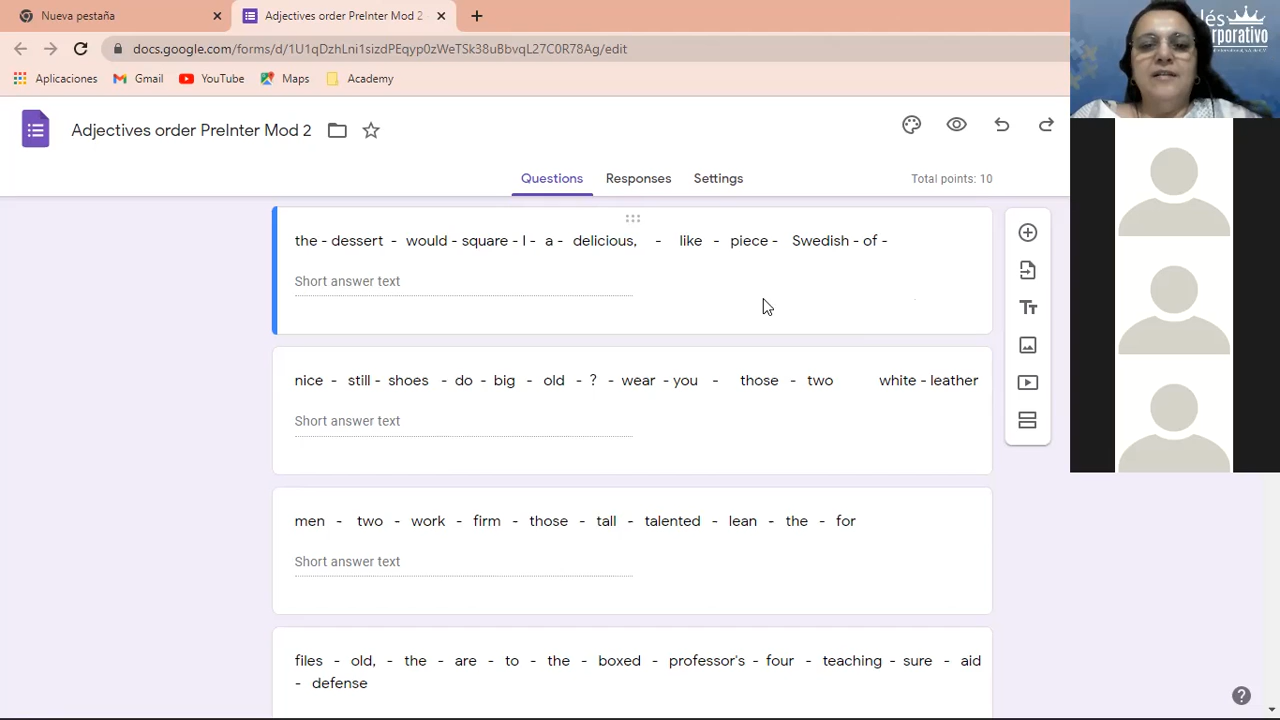 Nueva pestaña
Adjectives order PreInter Mod 2
docs.google.com/forms/d/
/edit
Aplicaciones Gmail YouTube Maps Academy
lés
rporativo
Adjectives order PreInter Mod 2
Questions Responses Settings Total points: 10
the - dessert - would - square - I - a - delicious, - like - piece - Swedish - of -
Short answer text
nice - still - shoes - do - big - old - ? - wear - you - those - two white - leather
Short answer text
men - two - work - firm - those - tall - talented - lean - the - for
Short answer text
files - old, - the - are - to - the - boxed - professor's - four - teaching - sure - aid
- defense